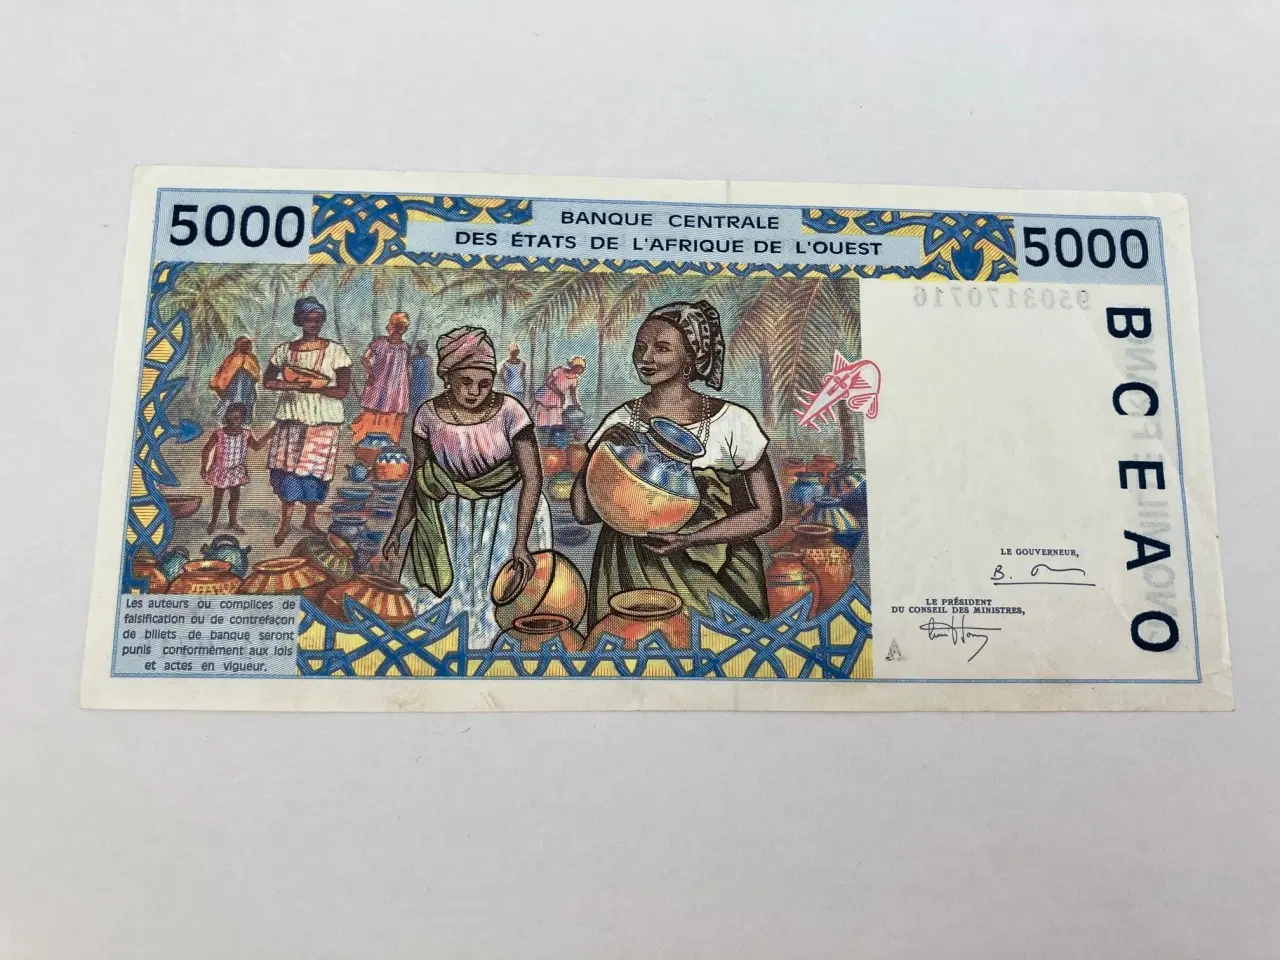 5000
BANQUE CENTRALE
DES ÉTATS DE L'AFRIQUE DE L'OUEST
5000
9503170716
BCEAO
LE GOUVERNEUR,
LE PRÉSIDENT
DU CONSEIL DES MINISTRES,
A
Les auteurs ou complices de
falsification ou de contrefaçon
de billets de banque seront
punis conformément aux lois
et actes en vigueur.